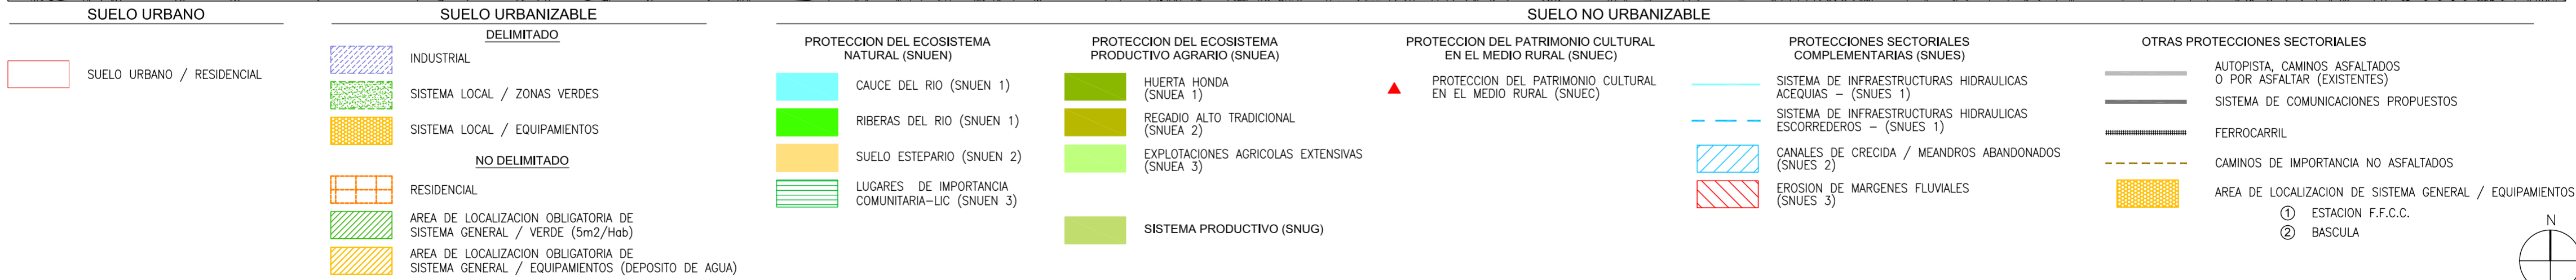 SUELO URBANO
SUELO URBANO / RESIDENCIAL
SUELO URBANIZABLE
DELIMITADO
INDUSTRIAL
SISTEMA LOCAL / ZONAS VERDES
SISTEMA LOCAL / EQUIPAMIENTOS
NO DELIMITADO
RESIDENCIAL
AREA DE LOCALIZACION OBLIGATORIA DE
SISTEMA GENERAL / VERDE (5m2/Hab)
AREA DE LOCALIZACION OBLIGATORIA DE
SISTEMA GENERAL / EQUIPAMIENTOS (DEPOSITO DE AGUA)
SUELO NO URBANIZABLE
PROTECCION DEL ECOSISTEMA
NATURAL (SNUEN)
CAUCE DEL RIO (SNUEN 1)
RIBERAS DEL RIO (SNUEN 1)
SUELO ESTEPARIO (SNUEN 2)
LUGARES DE IMPORTANCIA
COMUNITARIA-LIC (SNUEN 3)
PROTECCION DEL ECOSISTEMA
PRODUCTIVO AGRARIO (SNUEA)
HUERTA HONDA
(SNUEA 1)
REGADIO ALTO TRADICIONAL
(SNUEA 2)
EXPLOTACIONES AGRICOLAS EXTENSIVAS
(SNUEA 3)
SISTEMA PRODUCTIVO (SNUG)
PROTECCION DEL PATRIMONIO CULTURAL
EN EL MEDIO RURAL (SNUEC)
PROTECCION DEL PATRIMONIO CULTURAL
EN EL MEDIO RURAL (SNUEC)
PROTECCIONES SECTORIALES
COMPLEMENTARIAS (SNUES)
SISTEMA DE INFRAESTRUCTURAS HIDRAULICAS
ACEQUIAS - (SNUES 1)
SISTEMA DE INFRAESTRUCTURAS HIDRAULICAS
ESCORREDEROS - (SNUES 1)
CANALES DE CRECIDA / MEANDROS ABANDONADOS
(SNUES 2)
EROSION DE MARGENES FLUVIALES
(SNUES 3)
OTRAS PROTECCIONES SECTORIALES
AUTOPISTA, CAMINOS ASFALTADOS
O POR ASFALTAR (EXISTENTES)
SISTEMA DE COMUNICACIONES PROPUESTOS
FERROCARRIL
CAMINOS DE IMPORTANCIA NO ASFALTADOS
AREA DE LOCALIZACION DE SISTEMA GENERAL / EQUIPAMIENTOS
1 ESTACION F.F.C.C.
2 BASCULA
N